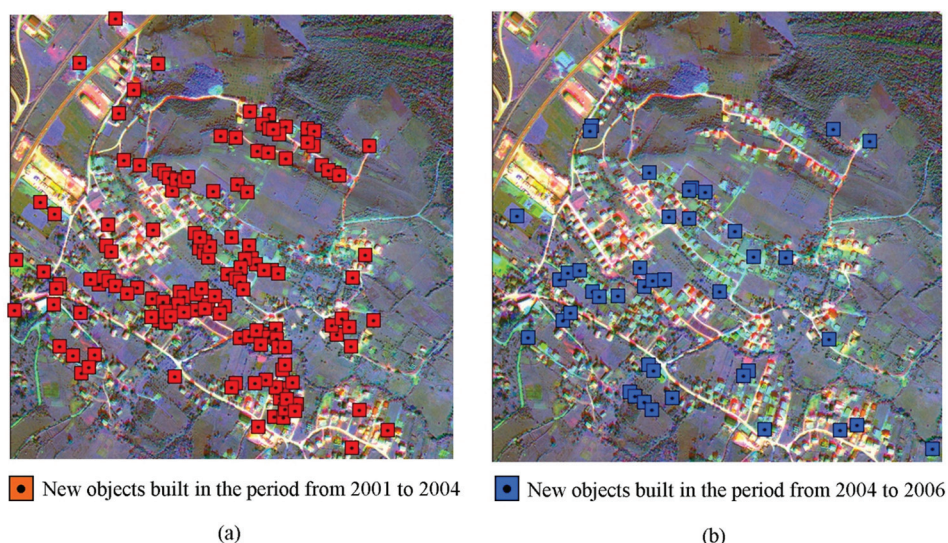 New objects built in the period from 2001 to 2004
New objects built in the period from 2004 to 2006
(a)
(b)